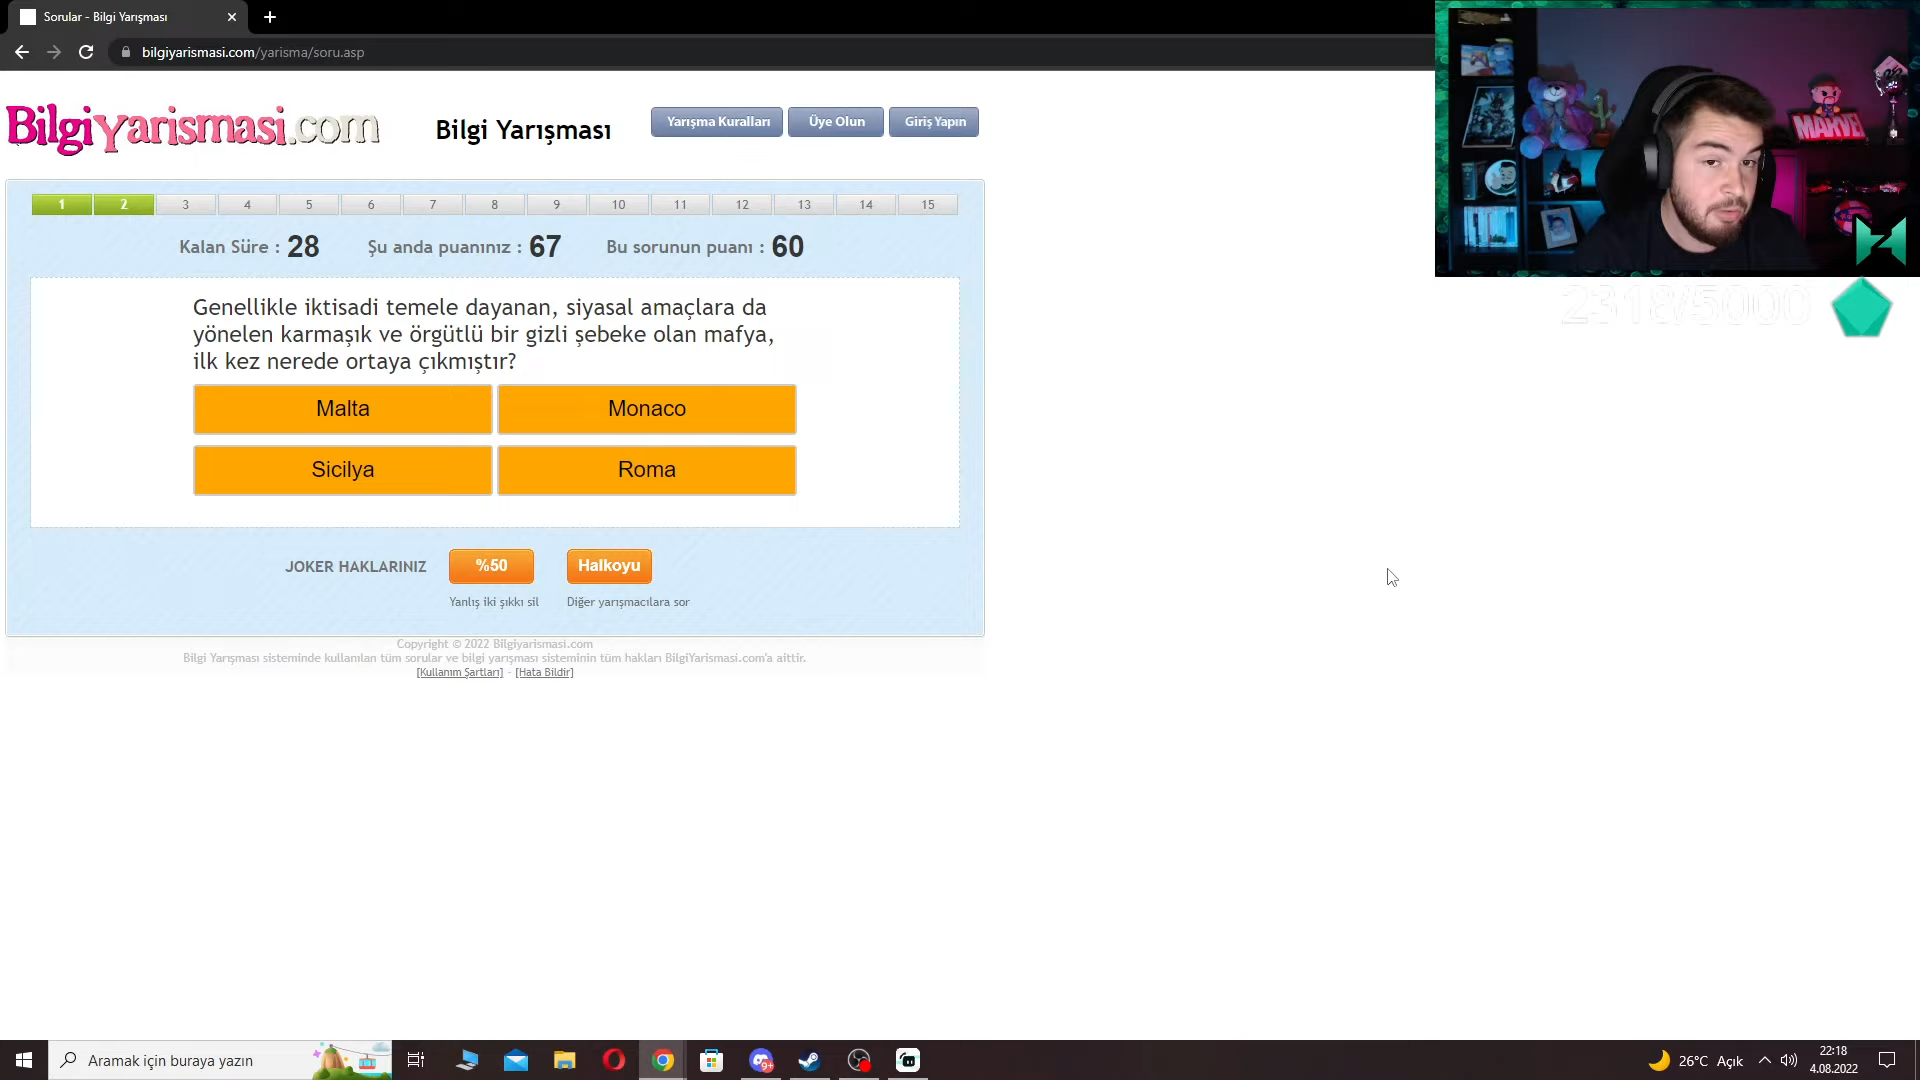 Sorular - Bilgi Yarışması
bilgiyarismasi.com/yarisma/soru.asp
BilgiYarismasi.com
Bilgi Yarışması
Yarışma Kuralları
Üye Olun
Giriş Yapın
1 2 3 4 5 6 7 8 9 10 11 12 13 14 15
Kalan Süre : 28 Şu anda puanınız : 67 Bu sorunun puanı : 60
Genellikle iktisadi temele dayanan, siyasal amaçlara da
yönelen karmaşık ve örgütlü bir gizli şebeke olan mafya,
ilk kez nerede ortaya çıkmıştır?
Malta
Monaco
Sicilya
Roma
JOKER HAKLARINIZ
%50
Halkoyu
Yanlış iki şıkkı sil
Diğer yarışmacılara sor
Copyright © 2022 Bilgiyarismasi.com
Bilgi Yarışması sisteminde kullanılan tüm sorular ve bilgi yarışması sisteminin tüm hakları BilgiYarismasi.com'a aittir.
[Kullanım Şartları] - [Hata Bildir]
MARVEL
2318/5000
Aramak için buraya yazın
9+
26°C Açık
22:18
4.08.2022